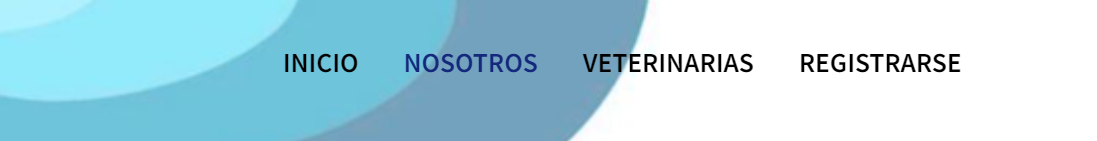 INICIO NOSOTROS VETERINARIAS REGISTRARSE